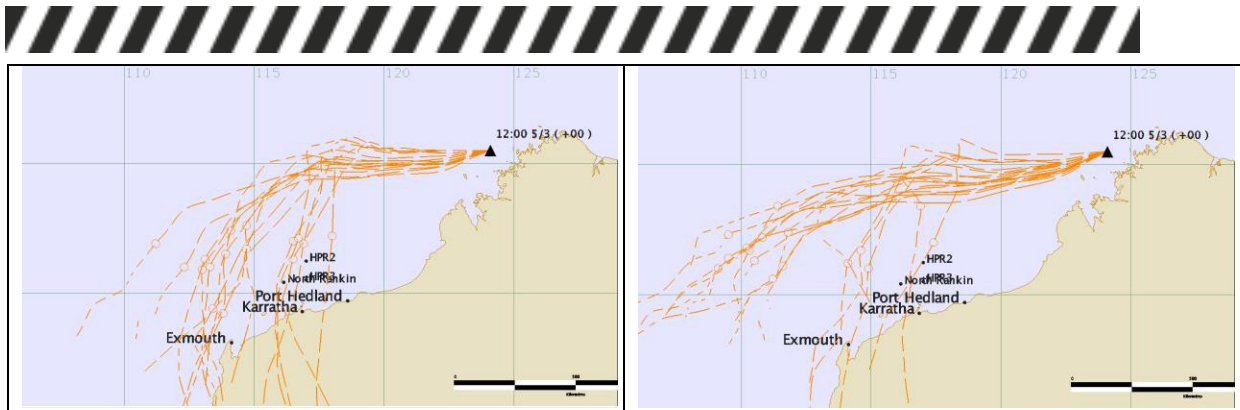 110 115 120 125
12:00 5/3 ( +00 )
HPR2
North Rankin
Port Hedland
Karratha
Exmouth
110 115 120 125
12:00 5/3 ( +00 )
HPR2
North Rankin
Port Hedland
Karratha
Exmouth